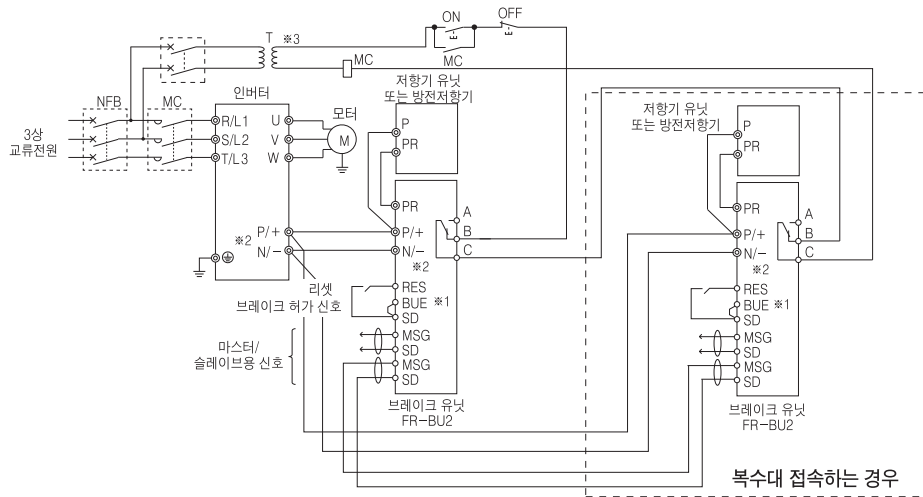 ON
OFF
T ※3
MC
MC
저항기 유닛
또는 방전저항기
P
PR
NFB
MC
인버터
모터
3상
교류전원
R/L1
S/L2
T/L3
U
V
W
M
※2
P/+
N/−
PR
P/+
N/−
※2
A
B
C
리셋
브레이크 허가 신호
RES
BUE ※1
SD
마스터/
슬레이브용 신호
MSG
SD
MSG
SD
브레이크 유닛
FR−BU2
저항기 유닛
또는 방전저항기
P
PR
PR
P/+
N/−
※2
A
B
C
RES
BUE ※1
SD
MSG
SD
MSG
SD
브레이크 유닛
FR−BU2
복수대 접속하는 경우